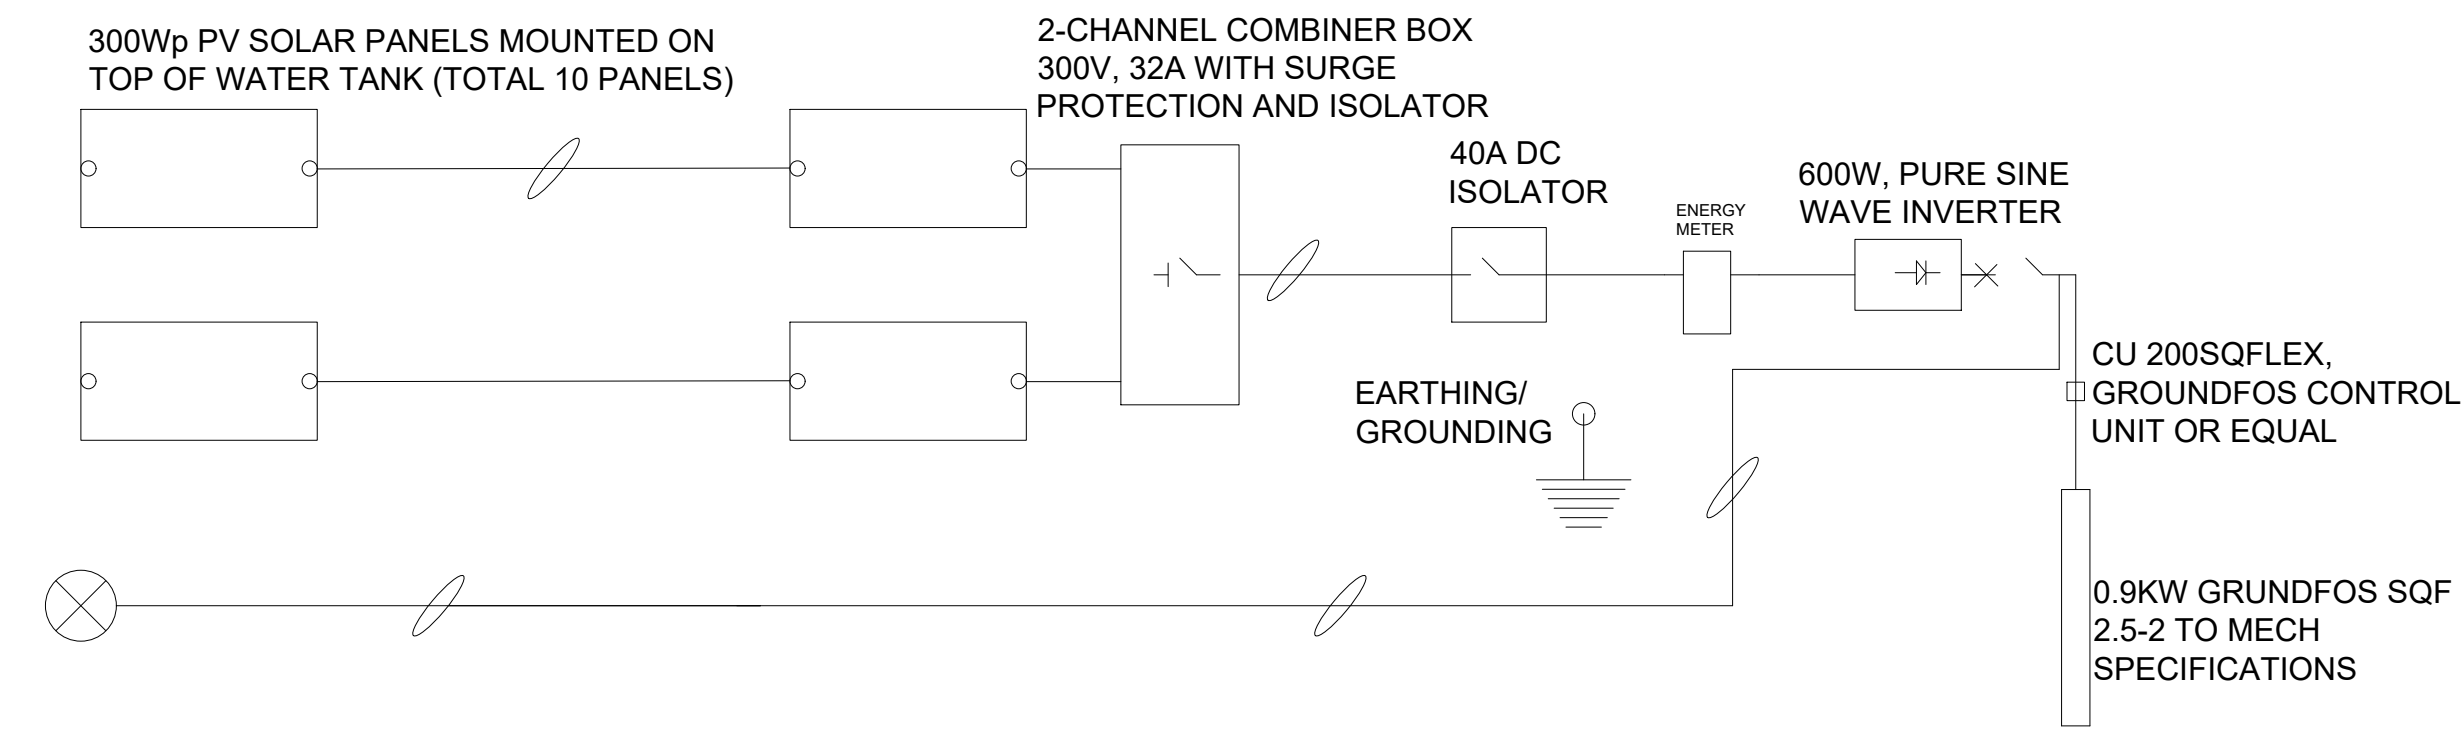 300Wp PV SOLAR PANELS MOUNTED ON
TOP OF WATER TANK (TOTAL 10 PANELS)
2-CHANNEL COMBINER BOX
300V, 32A WITH SURGE
PROTECTION AND ISOLATOR
40A DC
ISOLATOR
ENERGY
METER
600W, PURE SINE
WAVE INVERTER
CU 200SQFLEX,
GROUNDFOS CONTROL
UNIT OR EQUAL
EARTHING/
GROUNDING
0.9KW GRUNDFOS SQF
2.5-2 TO MECH
SPECIFICATIONS